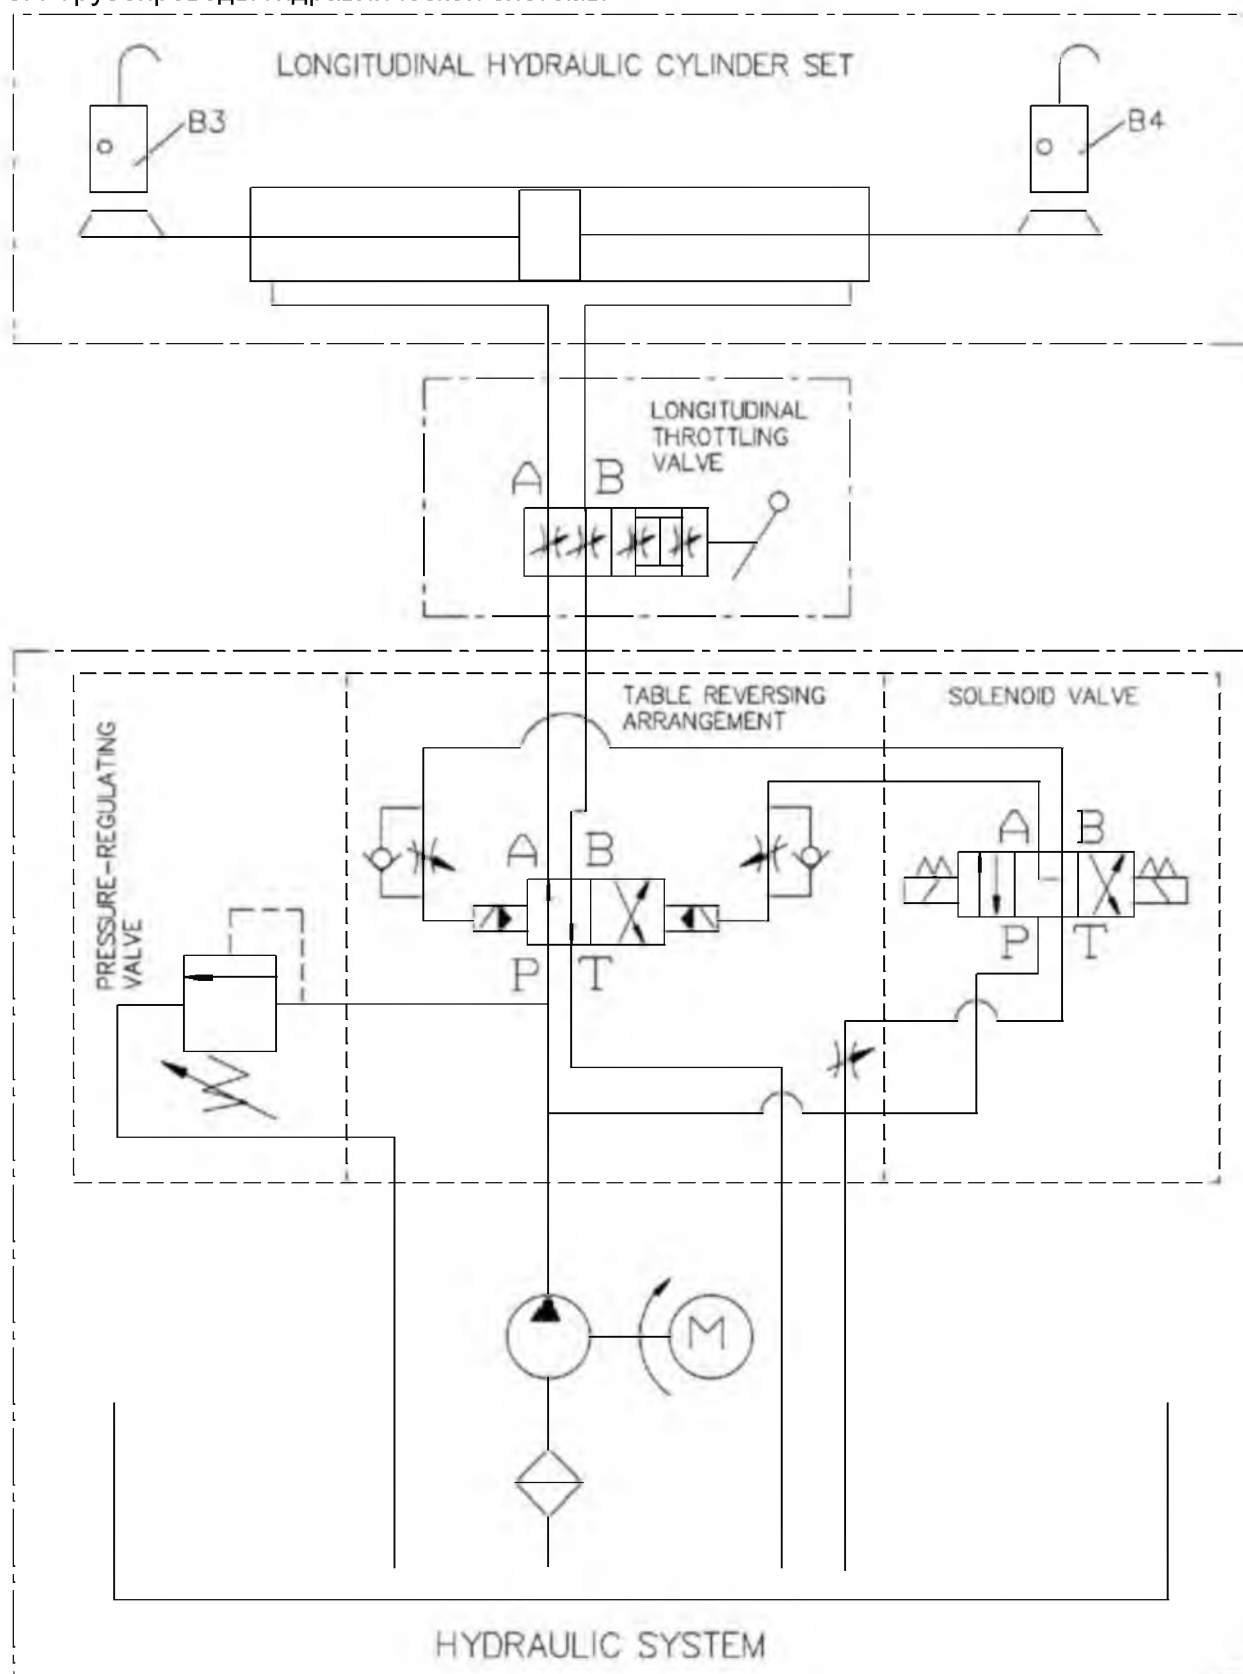 LONGITUDINAL HYDRAULIC CYLINDER SET
B3
B4
LONGITUDINAL
THROTTLING
VALVE
A B
TABLE REVERSING
ARRANGEMENT
SOLENOID VALVE
PRESSURE-REGULATING
VALVE
A B
A B
P T
P T
M
HYDRAULIC SYSTEM